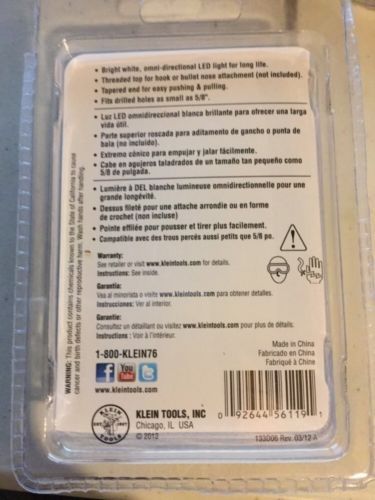 • Bright white, omni-directional LED light for long life.
• Threaded top for hook or bullet nose attachment (not included).
• Tapered end for easy pushing & pulling.
• Fits drilled holes as small as 5/8".
• Luz LED omnidireccional blanca brillante para ofrecer una larga
vida útil.
• Parte superior roscada para aditamento de gancho o punta de
bala (no incluido).
• Extremo cónico para empujar y jalar fácilmente.
• Cabe en agujeros taladrados de un tamaño tan pequeño como
5/8 de pulgada.
• Lumière à DEL blanche lumineuse omnidirectionnelle pour une
grande longévité.
• Dessus fileté pour une attache arrondie ou en forme
de crochet (non incluse)
• Pointe effilée pour pousser et tirer plus facilement.
• Compatible avec des trous percés aussi petits que 5/8 po.
Warranty:
See retailer or visit www.kleintools.com for details.
Instructions: See inside.
Garantía:
Vea al minorista o visite www.kleintools.com para obtener detalles.
Instrucciones: Ver al interior.
Garantie:
Consultez un détaillant ou visitez www.kleintools.com pour plus de détails.
Instructions : Voir à l'intérieur.
WARNING: This product contains chemicals known to the State of California to cause
cancer and birth defects or other reproductive harm. Wash hands after handling.
1-800-KLEIN76
f You Tube t
Made in China
Fabricado en China
Fabriqué à Chine
KLEIN
EST. 1857
TOOLS
KLEIN TOOLS, INC
Chicago, IL USA
© 2012
0 92644 56119 1
133D06 Rev. 03/12 A